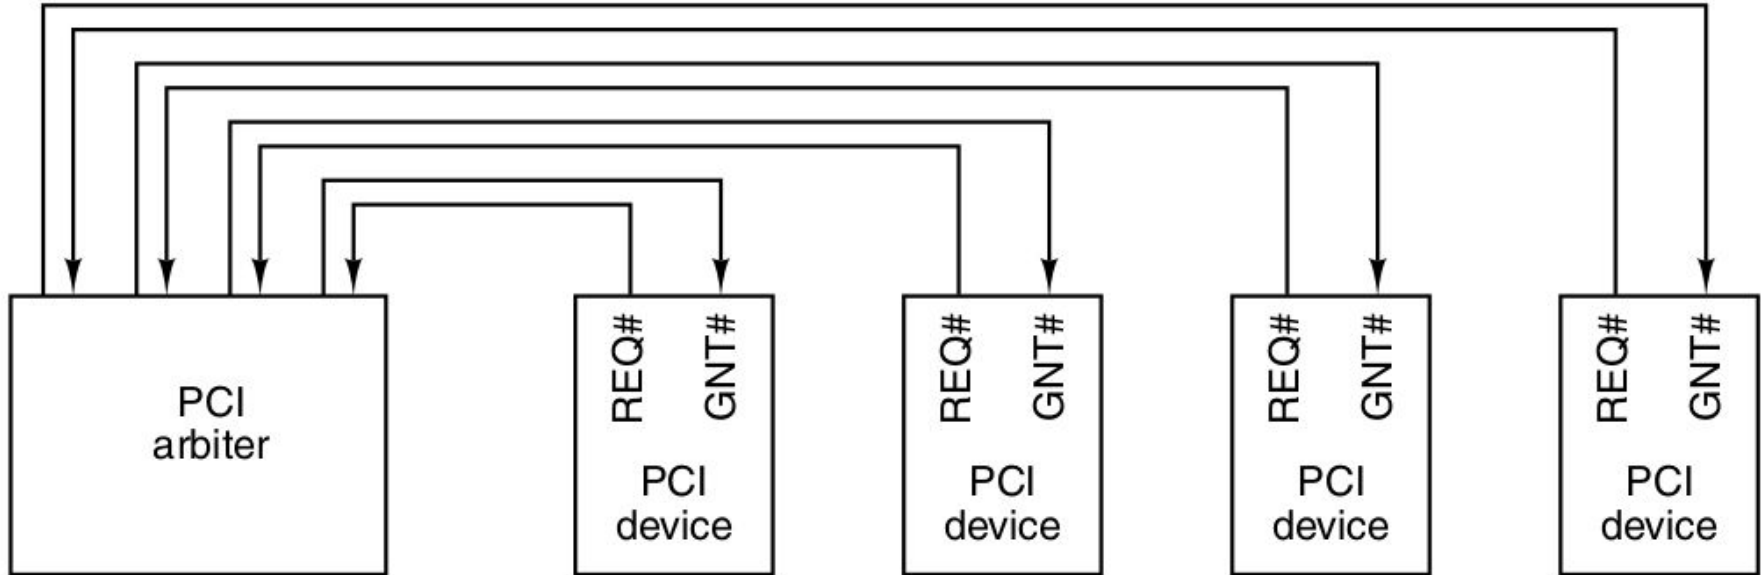 PCI
arbiter
REQ#
GNT#
PCI
device
REQ#
GNT#
PCI
device
REQ#
GNT#
PCI
device
REQ#
GNT#
PCI
device